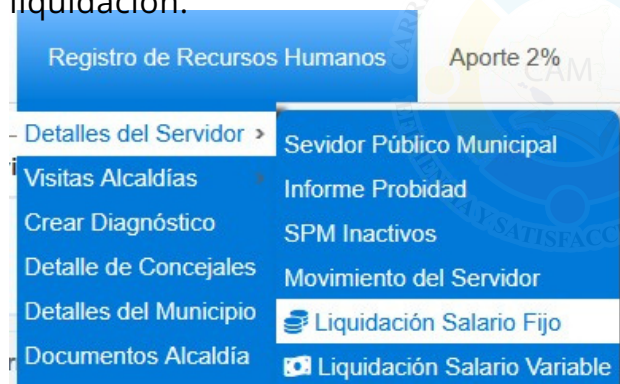 liquidación.
Registro de Recursos Humanos
Aporte 2%
CAM
Detalles del Servidor
Sevidor Público Municipal
Visitas Alcaldías
Informe Probidad
Crear Diagnóstico
SPM Inactivos
Detalle de Concejales
Movimiento del Servidor
Detalles del Municipio
Liquidación Salario Fijo
Documentos Alcaldía
Liquidación Salario Variable